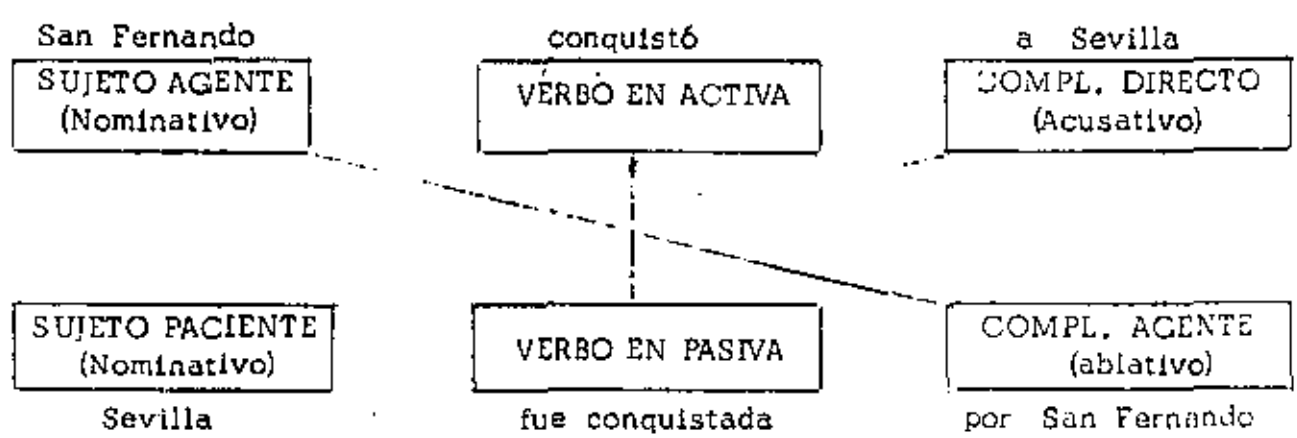 San Fernando conquistó a Sevilla
SUJETO AGENTE VERBO EN ACTIVA COMPL. DIRECTO
(Nominativo) (Acusativo)
SUJETO PACIENTE VERBO EN PASIVA COMPL. AGENTE
(Nominativo) (ablativo)
Sevilla fue conquistada por San Fernando